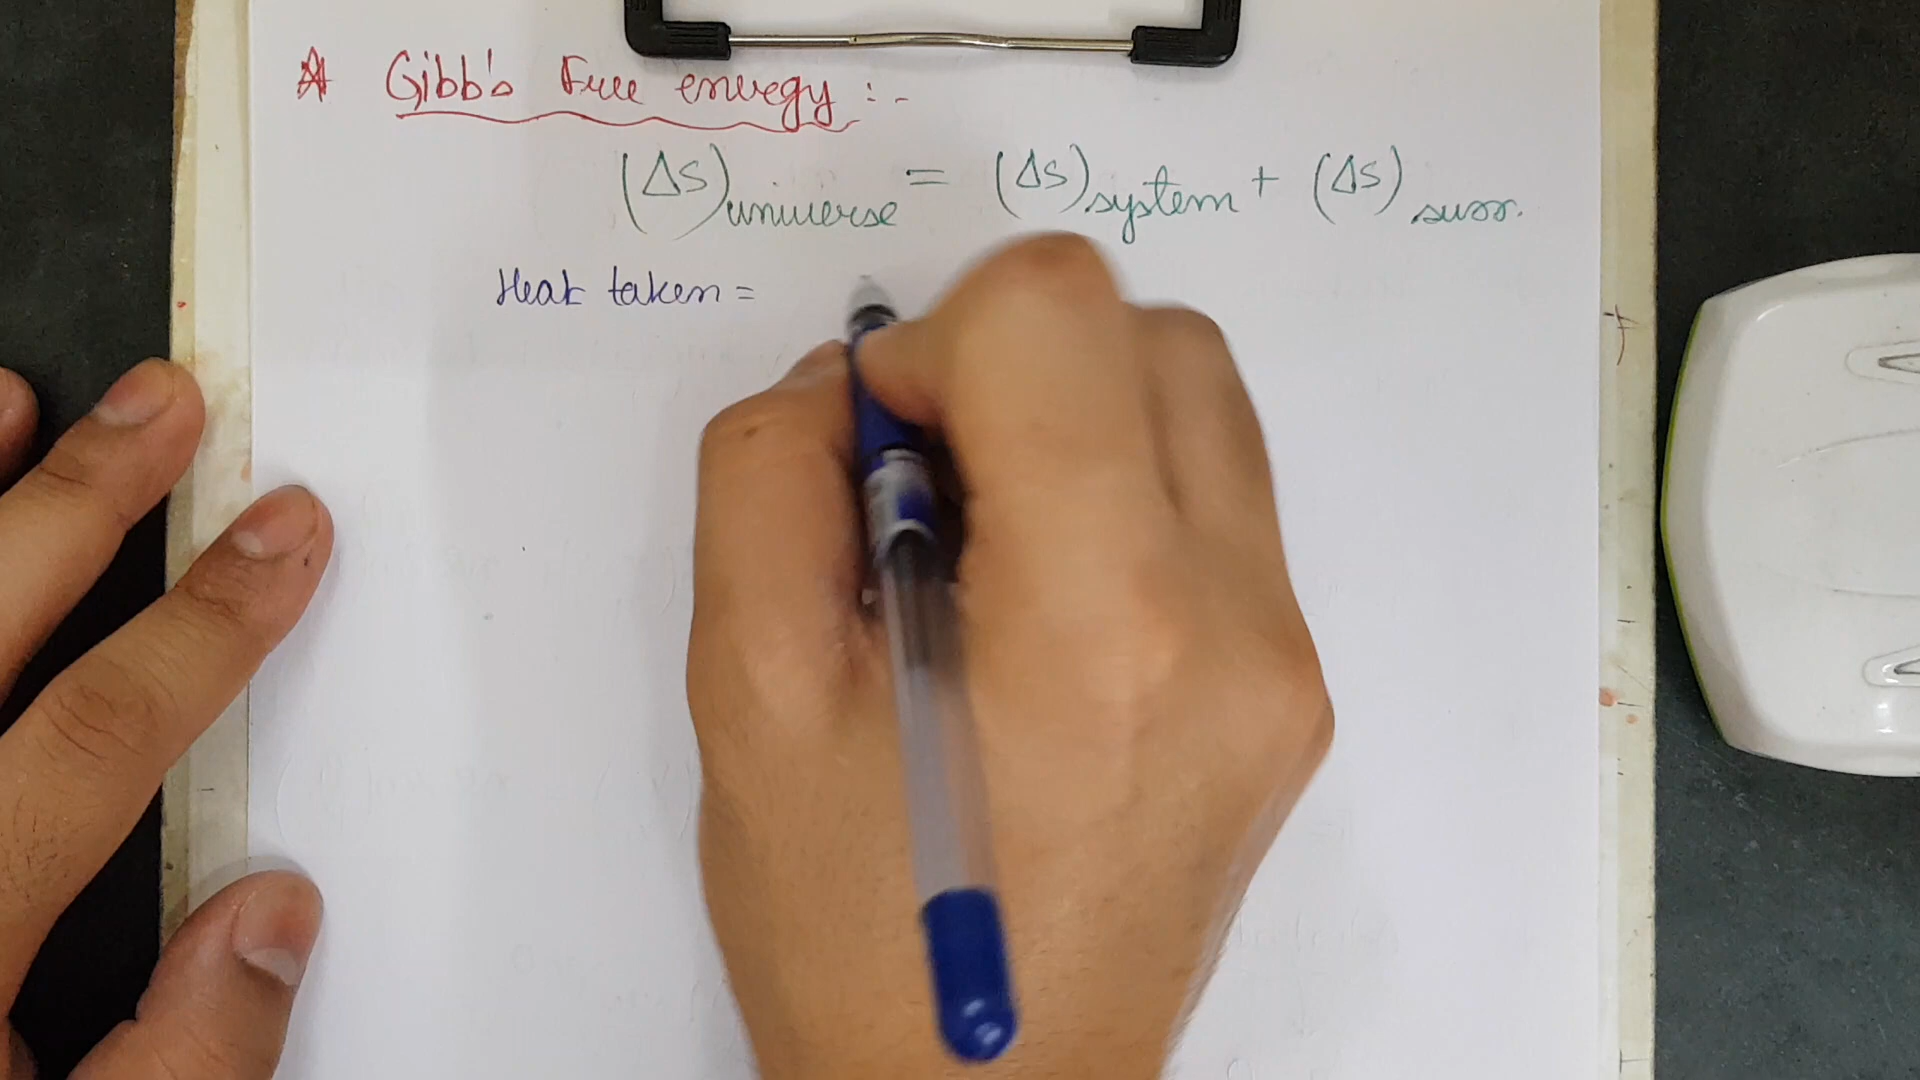 Gibb's Free energy :-
(ΔS)universe = (ΔS)system + (ΔS)surr.
Heat taken =